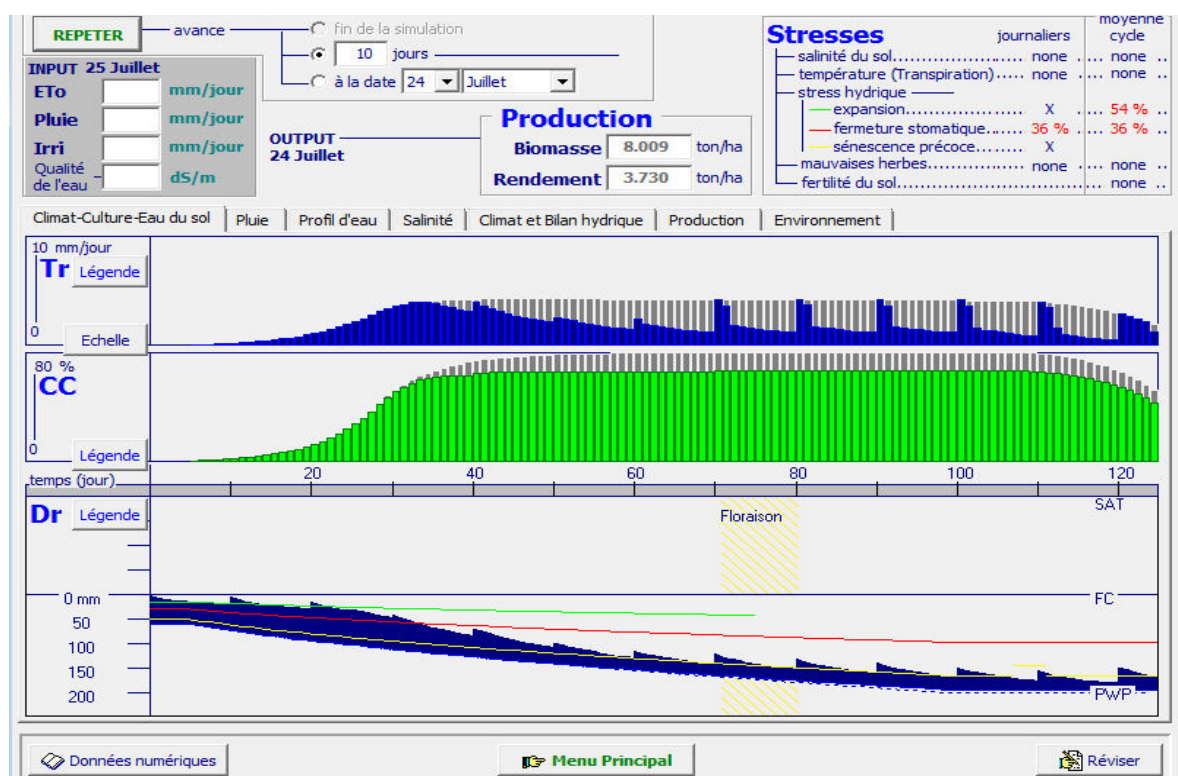 REPETER
avance
fin de la simulation
10 jours
à la date 24 Juillet
INPUT 25 Juillet
ETo mm/jour
Pluie mm/jour
Irri mm/jour
Qualité
de l'eau dS/m
OUTPUT
24 Juillet
Production
Biomasse 8.009 ton/ha
Rendement 3.730 ton/ha
Stresses journaliers moyenne
cycle
salinité du sol..................... none .... none ..
température (Transpiration)..... none .... none ..
stress hydrique
expansion..................... X .... 54 % ..
fermeture stomatique...... 36 % .... 36 % ..
sénescence précoce......... X
mauvaises herbes................ none .... none ..
fertilité du sol..................................... none ..
Climat-Culture-Eau du sol Pluie Profil d'eau Salinité Climat et Bilan hydrique Production Environnement
10 mm/jour
Tr Légende
0
Echelle
80 %
CC
0 Légende
temps (jour) 20 40 60 80 100 120
Dr Légende Floraison SAT
0 mm FC
50
100
150
200 PWP
Données numériques Menu Principal Réviser